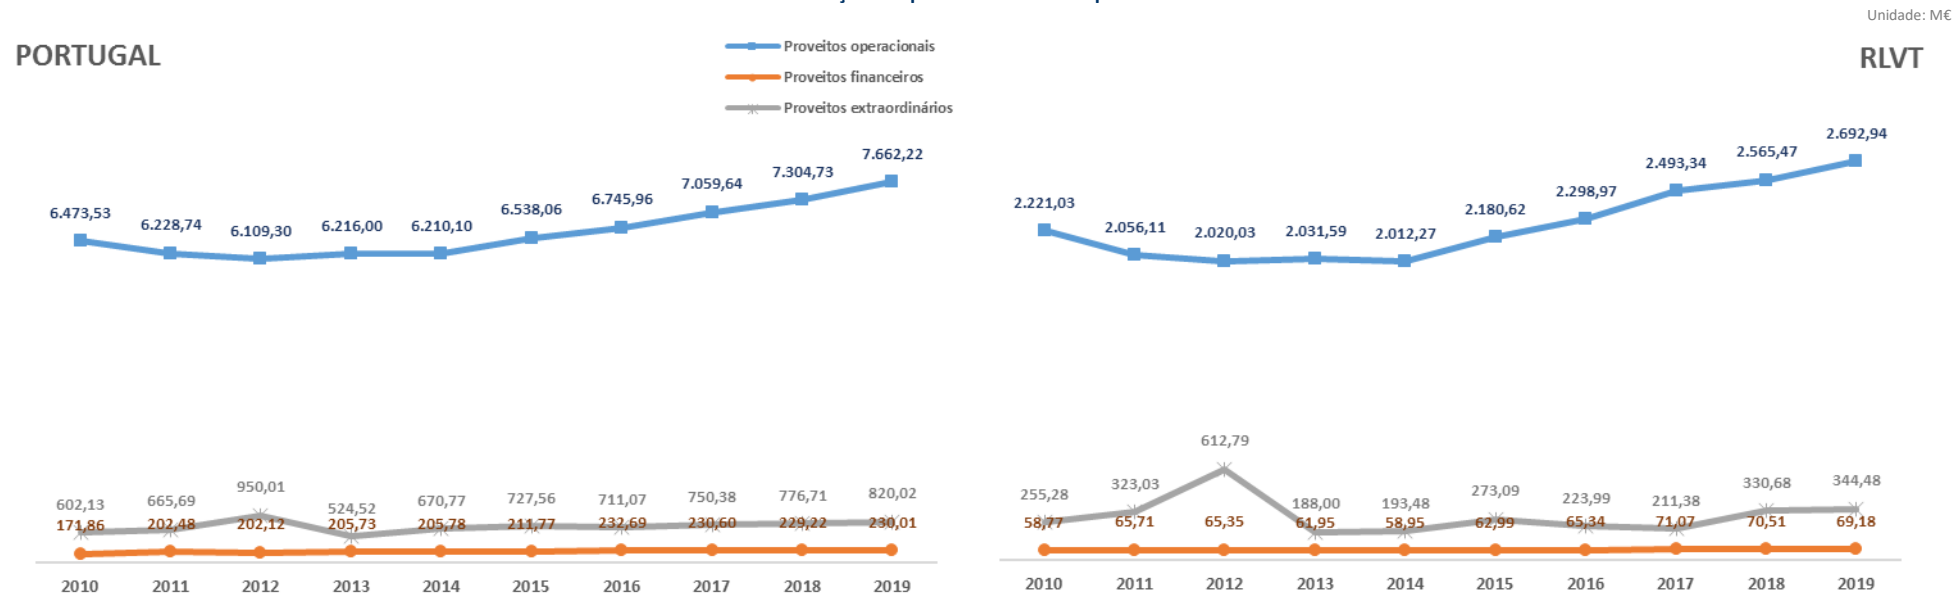 Unidade: M€
PORTUGAL
Proveitos operacionais
Proveitos financeiros
Proveitos extraordinários
RLVT
6.473,53 6.228,74 6.109,30 6.216,00 6.210,10 6.538,06 6.745,96 7.059,64 7.304,73 7.662,22
602,13 665,69 950,01 524,52 670,77 727,56 711,07 750,38 776,71 820,02
171,86 202,48 202,12 205,73 205,78 211,77 232,69 230,60 229,22 230,01
2010 2011 2012 2013 2014 2015 2016 2017 2018 2019
2.221,03 2.056,11 2.020,03 2.031,59 2.012,27 2.180,62 2.298,97 2.493,34 2.565,47 2.692,94
255,28 323,03 612,79 188,00 193,48 273,09 223,99 211,38 330,68 344,48
58,77 65,71 65,35 61,95 58,95 62,99 65,34 71,07 70,51 69,18
2010 2011 2012 2013 2014 2015 2016 2017 2018 2019